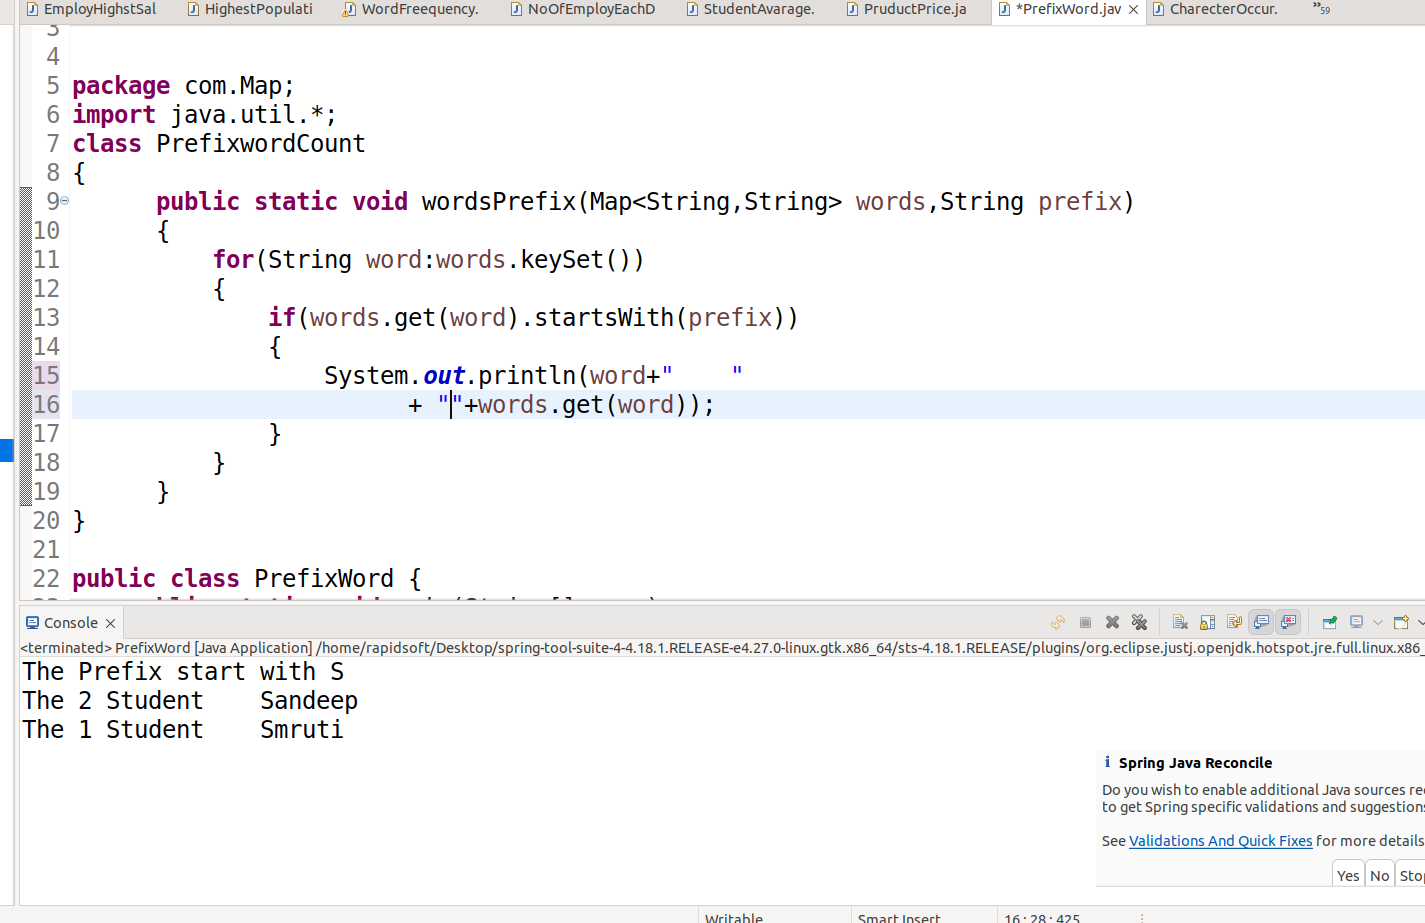 EmployHighstSal HighestPopulati WordFreequency. NoOfEmployEachD StudentAvarage. PruductPrice.ja *PrefixWord.jav CharecterOccur. 59
3
4
5 package com.Map;
6 import java.util.*;
7 class PrefixwordCount
8 {
9 public static void wordsPrefix(Map<String,String> words,String prefix)
10 {
11 for(String word:words.keySet())
12 {
13 if(words.get(word).startsWith(prefix))
14 {
15 System.out.println(word+"    "
16 + ""+words.get(word));
17 }
18 }
19 }
20 }
21
22 public class PrefixWord {
Console
<terminated> PrefixWord [Java Application] /home/rapidsoft/Desktop/spring-tool-suite-4-4.18.1.RELEASE-e4.27.0-linux.gtk.x86_64/sts-4.18.1.RELEASE/plugins/org.eclipse.justj.openjdk.hotspot.jre.full.linux.x86_
The Prefix start with S
The 2 Student    Sandeep
The 1 Student    Smruti
Spring Java Reconcile
Do you wish to enable additional Java sources re
to get Spring specific validations and suggestions
See Validations And Quick Fixes for more details
Yes No Stop
Writable Smart Insert 16 : 28 : 425